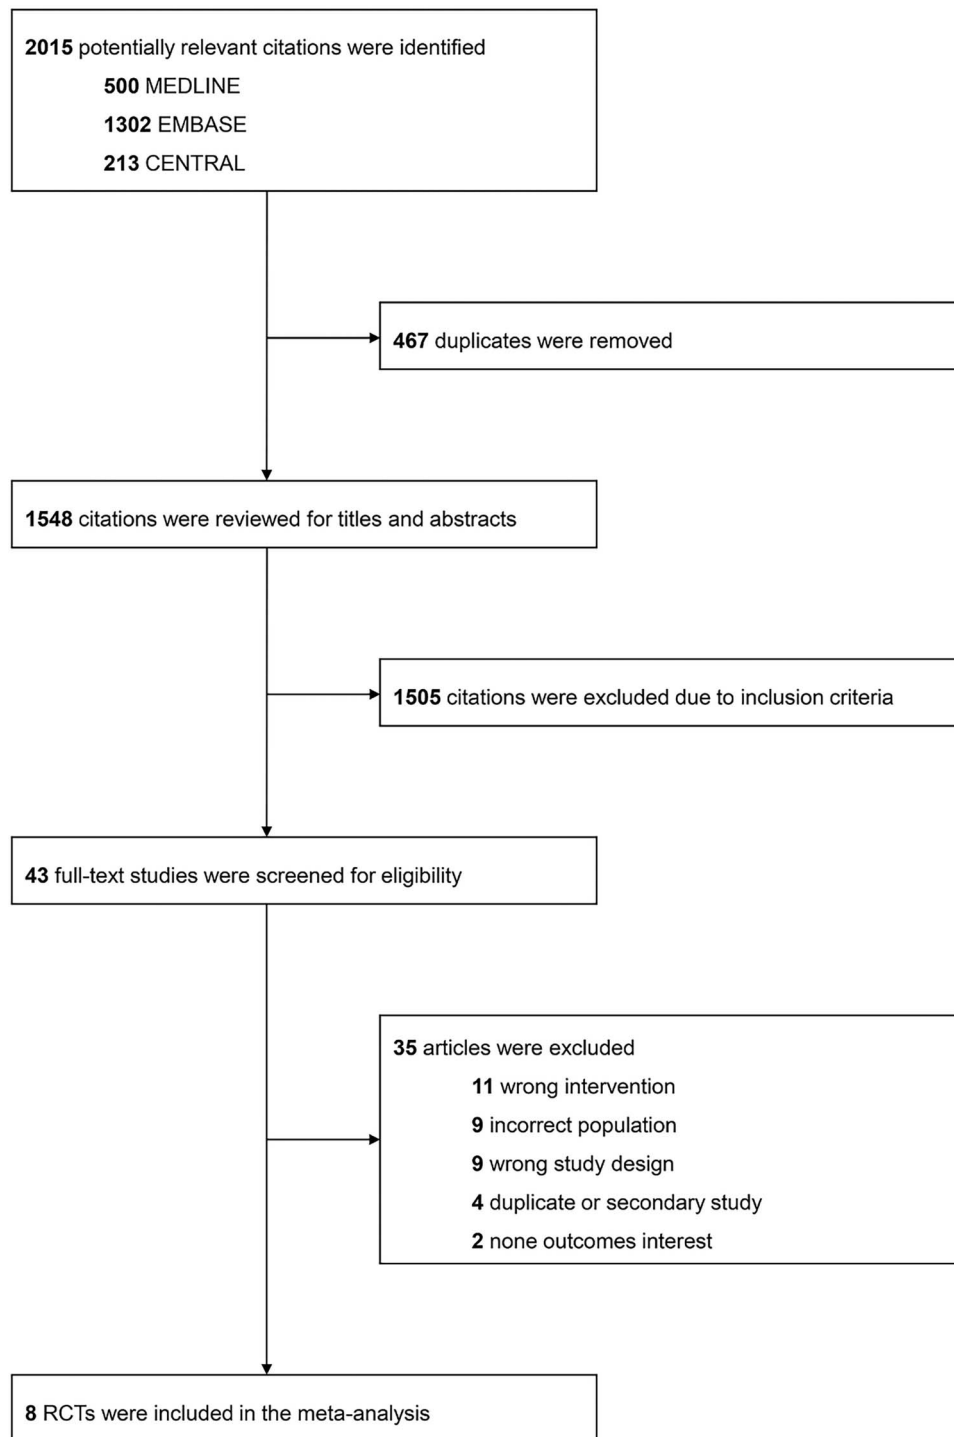 2015 potentially relevant citations were identified
500 MEDLINE
1302 EMBASE
213 CENTRAL
467 duplicates were removed
1548 citations were reviewed for titles and abstracts
1505 citations were excluded due to inclusion criteria
43 full-text studies were screened for eligibility
35 articles were excluded
11 wrong intervention
9 incorrect population
9 wrong study design
4 duplicate or secondary study
2 none outcomes interest
8 RCTs were included in the meta-analysis